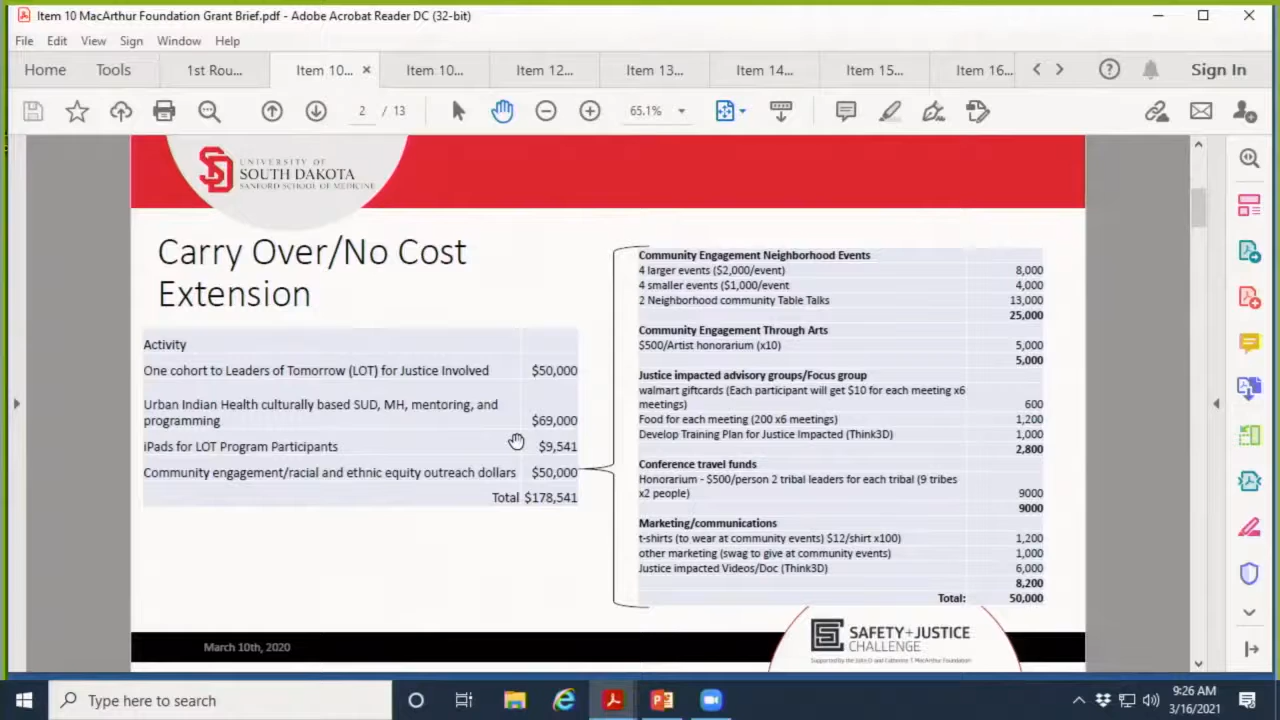 Item 10 MacArthur Foundation Grant Brief.pdf - Adobe Acrobat Reader DC (32-bit)
File Edit View Sign Window Help
Home Tools 1st Rou... Item 10... Item 10... Item 12... Item 13... Item 14... Item 15... Item 16... Sign In
2 / 13 65.1%
UNIVERSITY OF
SOUTH DAKOTA
SANFORD SCHOOL OF MEDICINE
Carry Over/No Cost
Extension
Activity
One cohort to Leaders of Tomorrow (LOT) for Justice Involved $50,000
Urban Indian Health culturally based SUD, MH, mentoring, and
programming $69,000
iPads for LOT Program Participants $9,541
Community engagement/racial and ethnic equity outreach dollars $50,000
Total $178,541
Community Engagement Neighborhood Events
4 larger events ($2,000/event) 8,000
4 smaller events ($1,000/event 4,000
2 Neighborhood community Table Talks 13,000
25,000
Community Engagement Through Arts
$500/Artist honorarium (x10) 5,000
5,000
Justice impacted advisory groups/Focus group
walmart giftcards (Each participant will get $10 for each meeting x6
meetings) 600
Food for each meeting (200 x6 meetings) 1,200
Develop Training Plan for Justice Impacted (Think3D) 1,000
2,800
Conference travel funds
Honorarium - $500/person 2 tribal leaders for each tribal (9 tribes
x2 people) 9000
9000
Marketing/communications
t-shirts (to wear at community events) $12/shirt x100) 1,200
other marketing (swag to give at community events) 1,000
Justice impacted Videos/Doc (Think3D) 6,000
8,200
Total: 50,000
March 10th, 2020
SAFETY+JUSTICE
CHALLENGE
Supported by the John D. and Catherine T. MacArthur Foundation
Type here to search
9:26 AM
3/16/2021